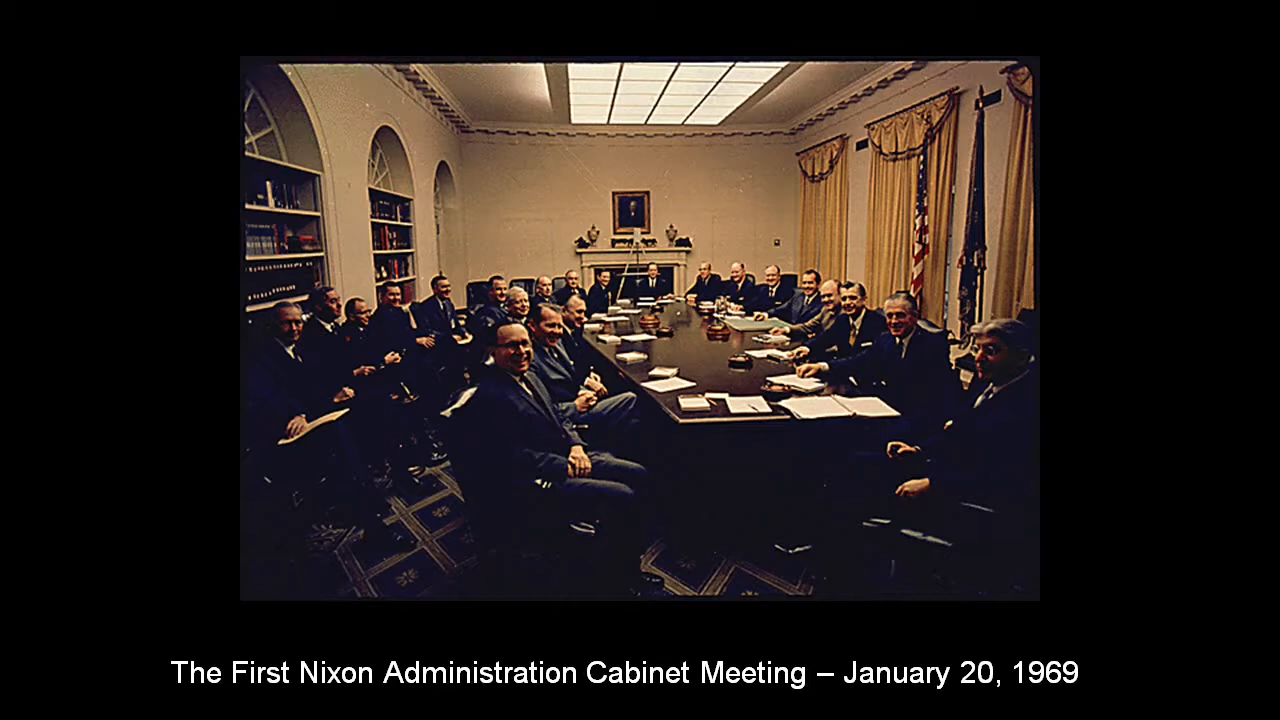 The First Nixon Administration Cabinet Meeting – January 20, 1969